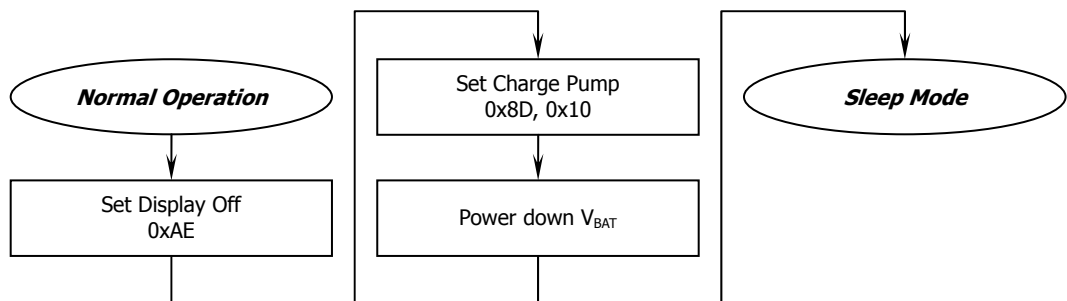 Normal Operation
Set Display Off
0xAE
Set Charge Pump
0x8D, 0x10
Power down VBAT
Sleep Mode